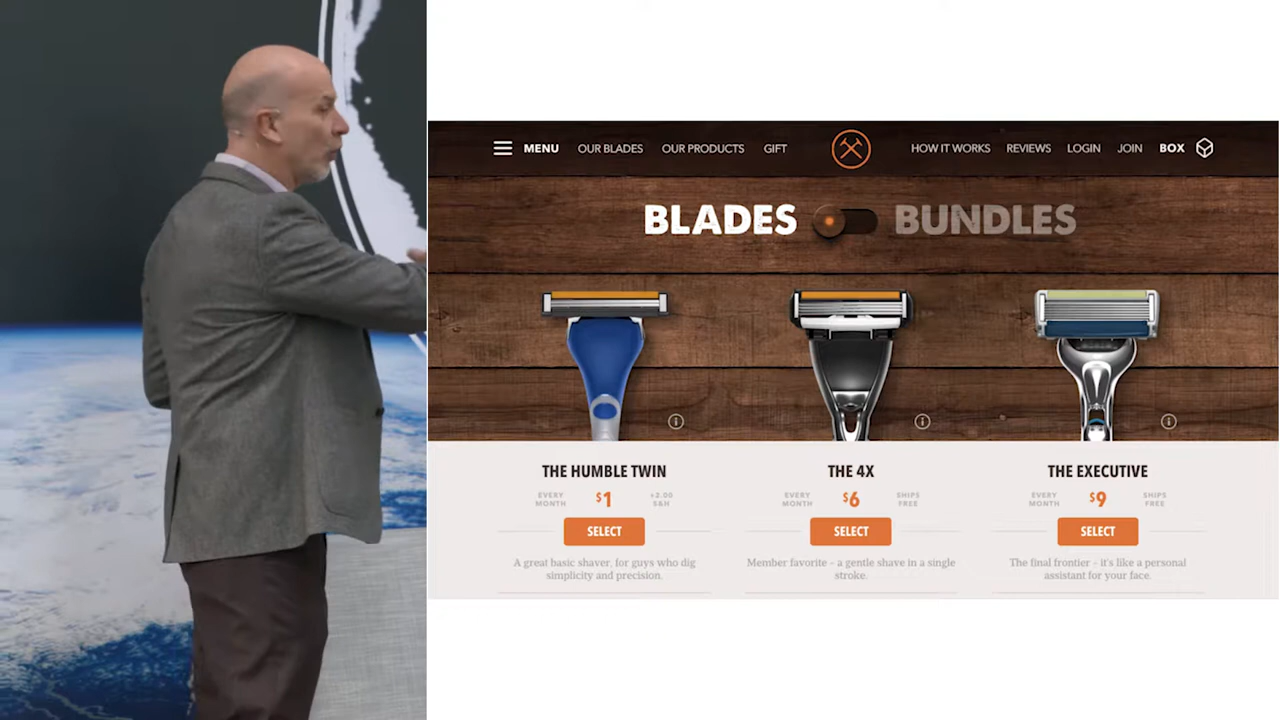 MENU OUR BLADES OUR PRODUCTS GIFT HOW IT WORKS REVIEWS LOGIN JOIN BOX
BLADES BUNDLES
THE HUMBLE TWIN
EVERY MONTH $1 +2.00 S&H
SELECT
A great basic shaver, for guys who dig
simplicity and precision.
THE 4X
EVERY MONTH $6 SHIPS FREE
SELECT
Member favorite – a gentle shave in a single
stroke.
THE EXECUTIVE
EVERY MONTH $9 SHIPS FREE
SELECT
The final frontier – it's like a personal
assistant for your face.